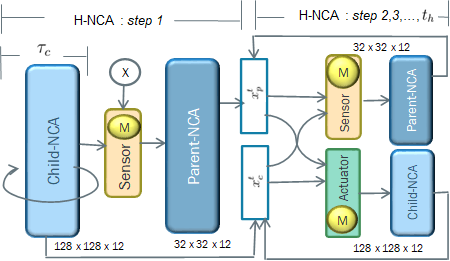 H-NCA : step 1
H-NCA : step 2,3,..., t_h
τ_c
Child-NCA
X
M
Sensor
Parent-NCA
x_p^t
x_c^t
32 x 32 x 12
M
Sensor
Parent-NCA
Actuator
M
Child-NCA
128 x 128 x 12
32 x 32 x 12
128 x 128 x 12